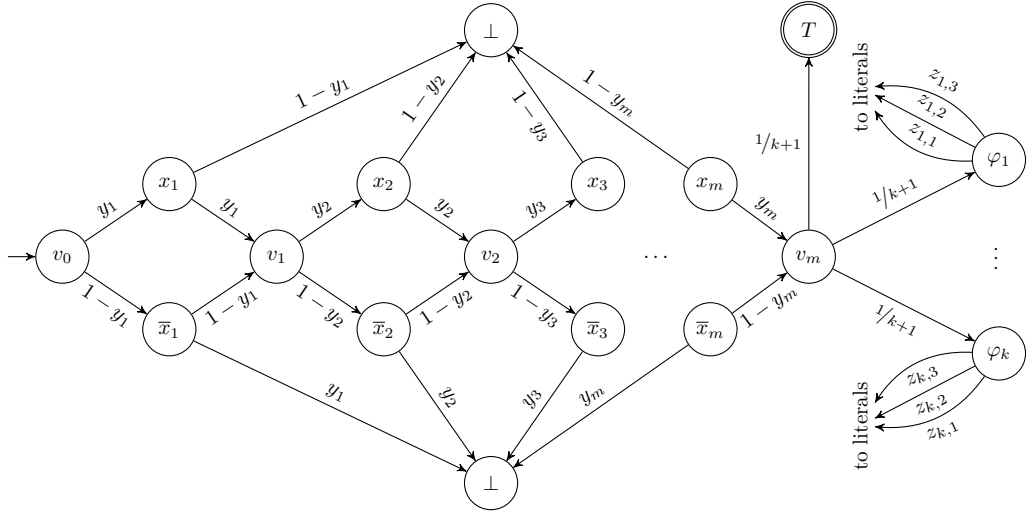 ⊥
T
1 − y₁
1 − y₂
1 − y₃
1 − yₘ
to literals
z₁,₃
z₁,₂
z₁,₁
φ₁
1/k+1
x₁
x₂
x₃
xₘ
1/k+1
y₁
y₁
y₂
y₂
y₃
yₘ
v₀
v₁
v₂
⋯
vₘ
⋮
1 − y₁
1 − y₁
1 − y₂
1 − y₂
1 − y₃
1 − yₘ
1/k+1
x̅₁
x̅₂
x̅₃
x̅ₘ
φₖ
y₁
y₂
y₃
yₘ
to literals
zₖ,₃
zₖ,₂
zₖ,₁
⊥